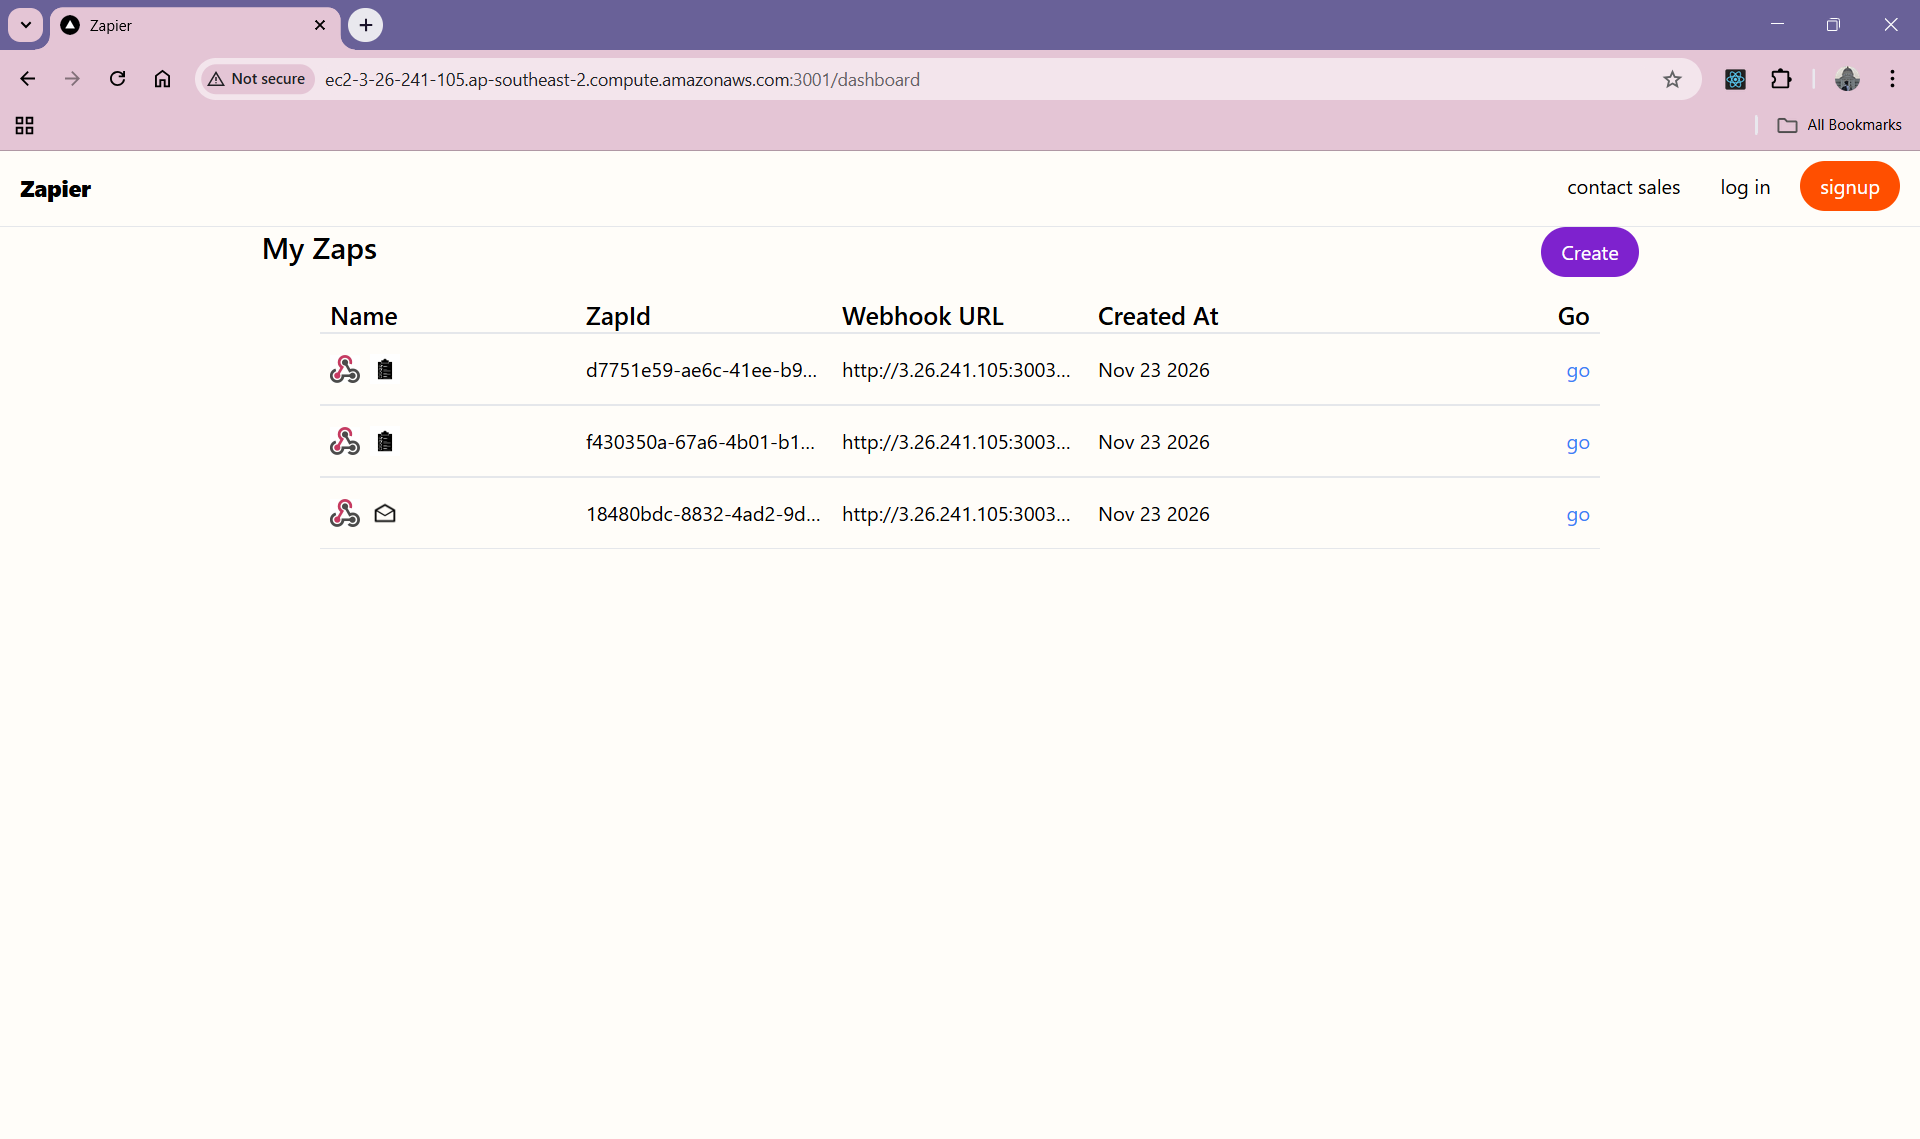 Zapier
Not secure
ec2-3-26-241-105.ap-southeast-2.compute.amazonaws.com:3001/dashboard
All Bookmarks
Zapier contact sales log in signup
My Zaps Create
Name ZapId Webhook URL Created At Go
d7751e59-ae6c-41ee-b9... http://3.26.241.105:3003... Nov 23 2026 go
f430350a-67a6-4b01-b1... http://3.26.241.105:3003... Nov 23 2026 go
18480bdc-8832-4ad2-9d... http://3.26.241.105:3003... Nov 23 2026 go